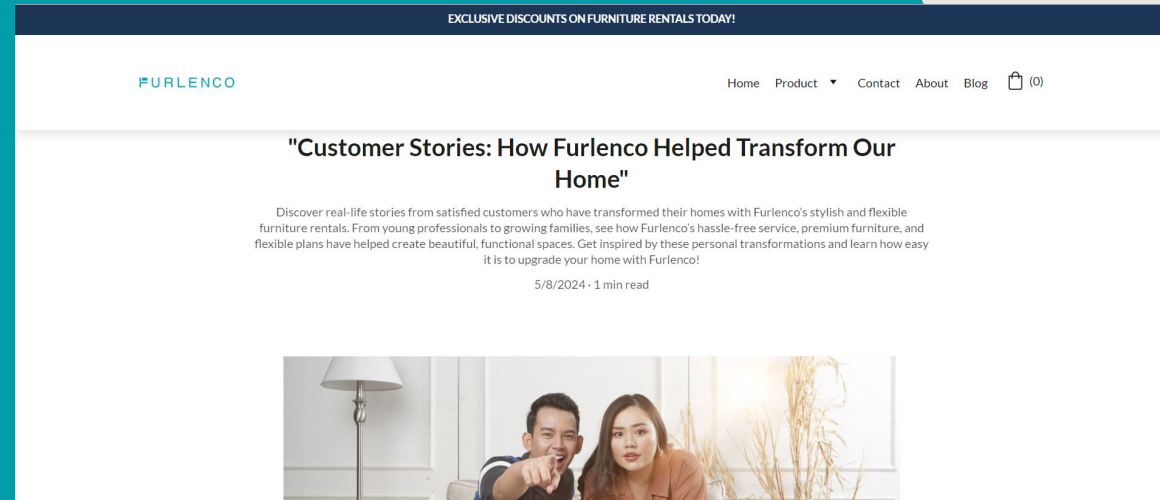 EXCLUSIVE DISCOUNTS ON FURNITURE RENTALS TODAY!
FURLENCO
Home Product Contact About Blog (0)
"Customer Stories: How Furlenco Helped Transform Our
Home"
Discover real-life stories from satisfied customers who have transformed their homes with Furlenco’s stylish and flexible
furniture rentals. From young professionals to growing families, see how Furlenco’s hassle-free service, premium furniture, and
flexible plans have helped create beautiful, functional spaces. Get inspired by these personal transformations and learn how easy
it is to upgrade your home with Furlenco!
5/8/2024 · 1 min read